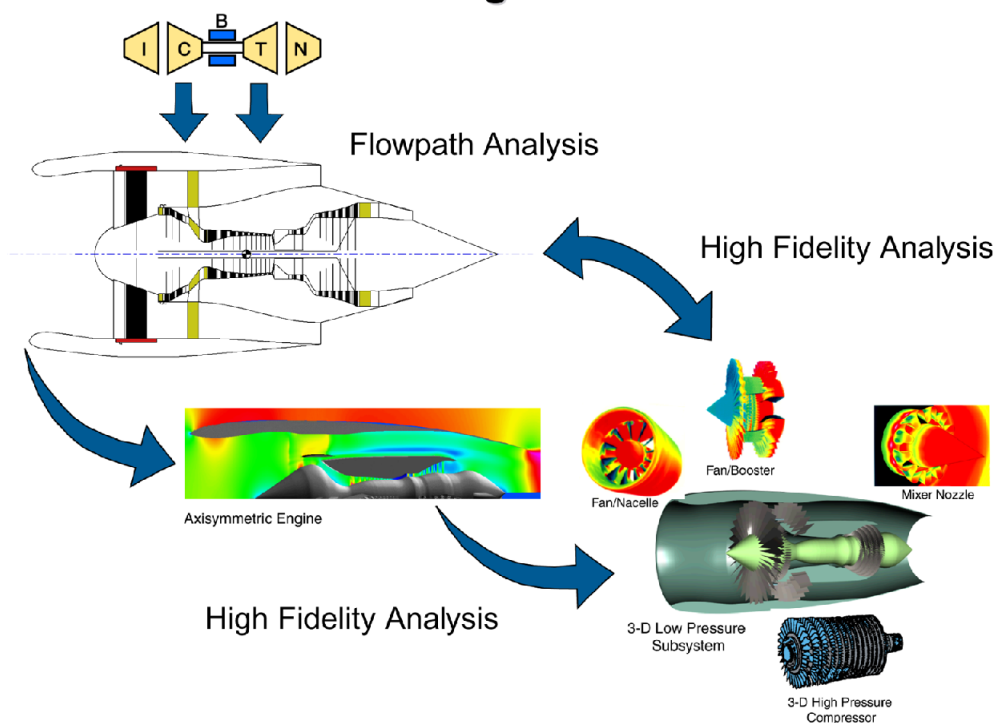 B
I C T N
Flowpath Analysis
High Fidelity Analysis
Fan/Booster
Fan/Nacelle
Mixer Nozzle
Axisymmetric Engine
High Fidelity Analysis
3-D Low Pressure
Subsystem
3-D High Pressure
Compressor